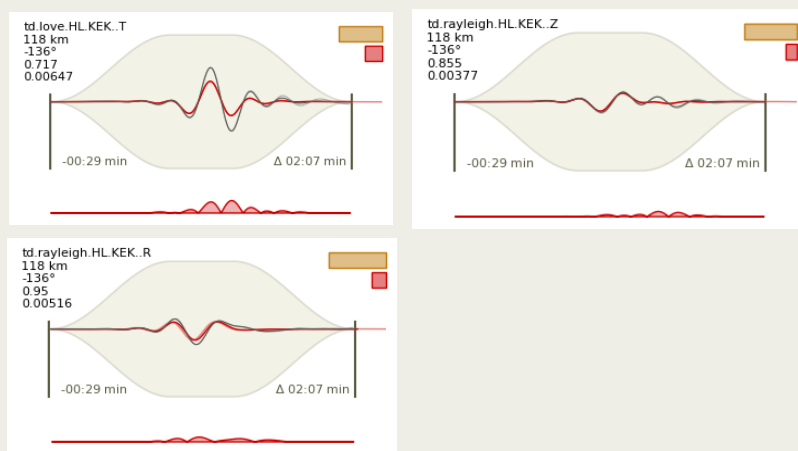 td.love.HL.KEK..T
118 km
-136°
0.717
0.00647
-00:29 min
Δ 02:07 min
td.rayleigh.HL.KEK..Z
118 km
-136°
0.855
0.00377
-00:29 min
Δ 02:07 min
td.rayleigh.HL.KEK..R
118 km
-136°
0.95
0.00516
-00:29 min
Δ 02:07 min